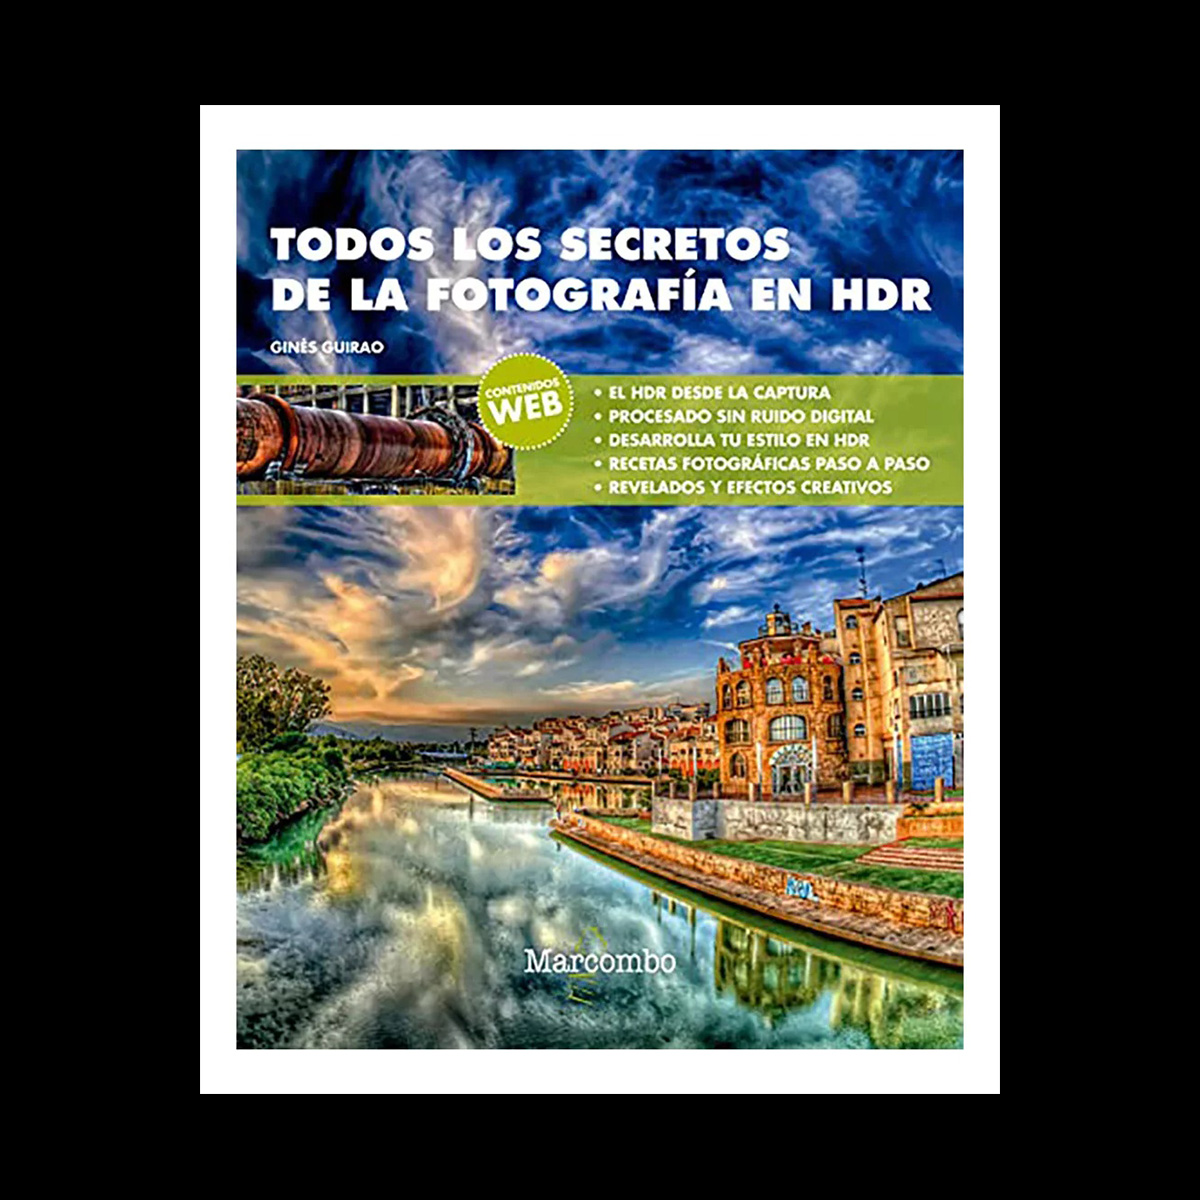 TODOS LOS SECRETOS
DE LA FOTOGRAFÍA EN HDR
GINÉS GUIRAO
CONTENIDOS
WEB
• EL HDR DESDE LA CAPTURA
• PROCESADO SIN RUIDO DIGITAL
• DESARROLLA TU ESTILO EN HDR
• RECETAS FOTOGRÁFICAS PASO A PASO
• REVELADOS Y EFECTOS CREATIVOS
Marcombo